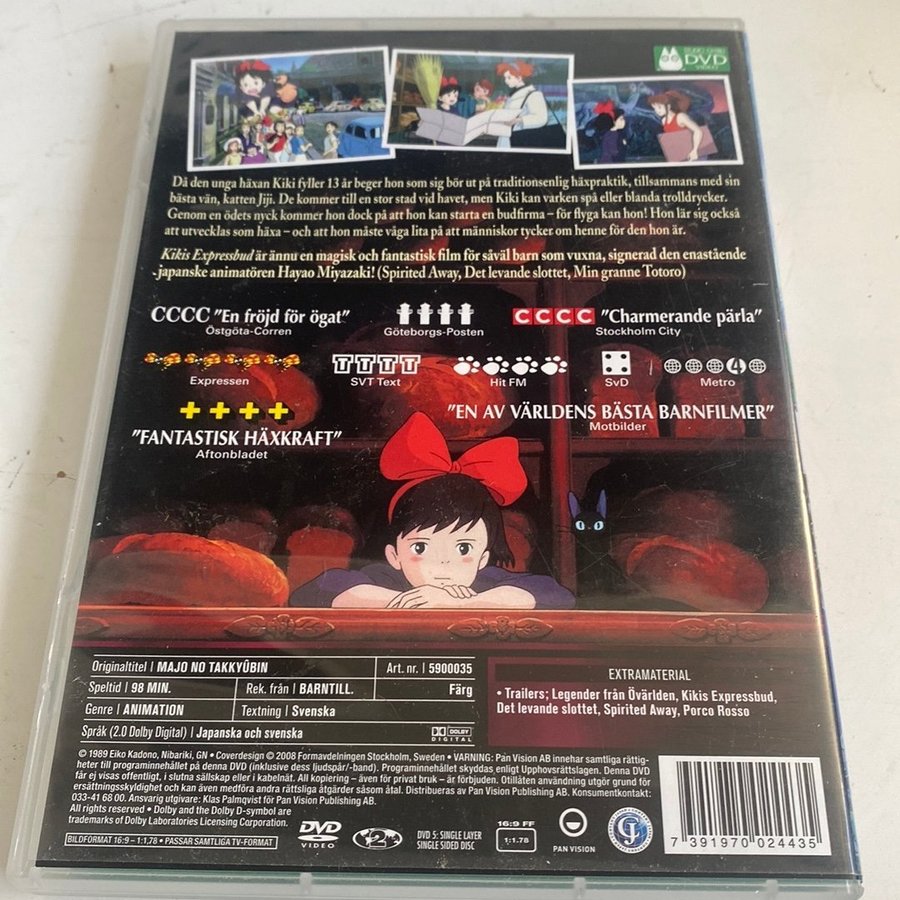 DVD
VIDEO
Då den unga häxan Kiki fyller 13 år beger hon som sig bör ut på traditionsenlig häxpraktik, tillsammans med sin
bästa vän, katten Jiji. De kommer till en stor stad vid havet, men Kiki kan varken spå eller blanda trolldrycker.
Genom en ödets nyck kommer hon dock på att hon kan starta en budfirma – för flyga kan hon! Hon lär sig också
att utvecklas som häxa – och att hon måste våga lita på att människor tycker om henne för den hon är.
Kikis Expressbud är ännu en magisk och fantastisk film för såväl barn som vuxna, signerad den enastående
japanske animatören Hayao Miyazaki! (Spirited Away, Det levande slottet, Min granne Totoro)
CCCC "En fröjd för ögat"
Östgöta-Corren
Göteborgs-Posten
CCCC "Charmerande pärla"
Stockholm City
Expressen
TTTT
SVT Text
Hit FM
SvD
4
Metro
++++
"FANTASTISK HÄXKRAFT"
Aftonbladet
"EN AV VÄRLDENS BÄSTA BARNFILMER"
Motbilder
Originaltitel | MAJO NO TAKKYÛBIN
Art. nr. | 5900035
Speltid | 98 MIN.
Rek. från | BARNTILL.
Färg
Genre | ANIMATION
Textning | Svenska
Språk (2.0 Dolby Digital) | Japanska och svenska
DOLBY
DIGITAL
EXTRAMATERIAL
• Trailers; Legender från Övärlden, Kikis Expressbud,
Det levande slottet, Spirited Away, Porco Rosso
© 1989 Eiko Kadono, Nibariki, GN • Coverdesign © 2008 Formavdelningen Stockholm, Sweden • VARNING: Pan Vision AB innehar samtliga rättig-
heter till programinnehållet på denna DVD (inklusive dess ljudspår/-band). Programinnehållet skyddas enligt Upphovsrättslagen. Denna DVD
får ej visas offentligt, i slutna sällskap eller i kabelnät. All kopiering – även för privat bruk – är förbjuden. Otillåten användning utgör grund för
ersättningsskyldighet och kan även medföra andra rättsliga åtgärder såsom åtal. Distribueras av Pan Vision Publishing AB. Konsumentkontakt:
033-41 68 00. Ansvarig utgivare: Klas Palmqvist för Pan Vision Publishing AB.
All rights reserved • Dolby and the Dolby D-symbol are
trademarks of Dolby Laboratories Licensing Corporation.
BILDFORMAT 16:9 – 1:1,78 • PASSAR SAMTLIGA TV-FORMAT
DVD
VIDEO
2
DVD 5: SINGLE LAYER
SINGLE SIDED DISC
16:9 FF
1:1.78
PAN VISION
7 391970 024435